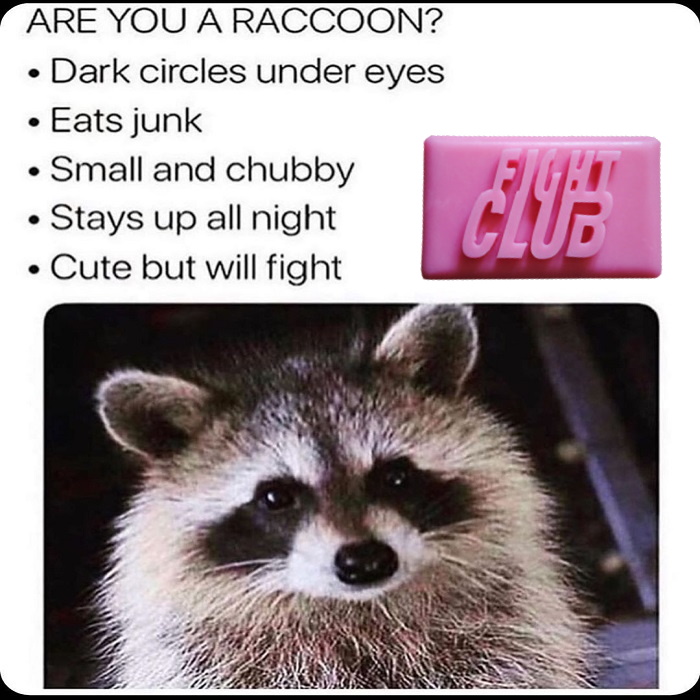 ARE YOU A RACCOON?
• Dark circles under eyes
• Eats junk
• Small and chubby
• Stays up all night
• Cute but will fight
FIGHT
CLUB